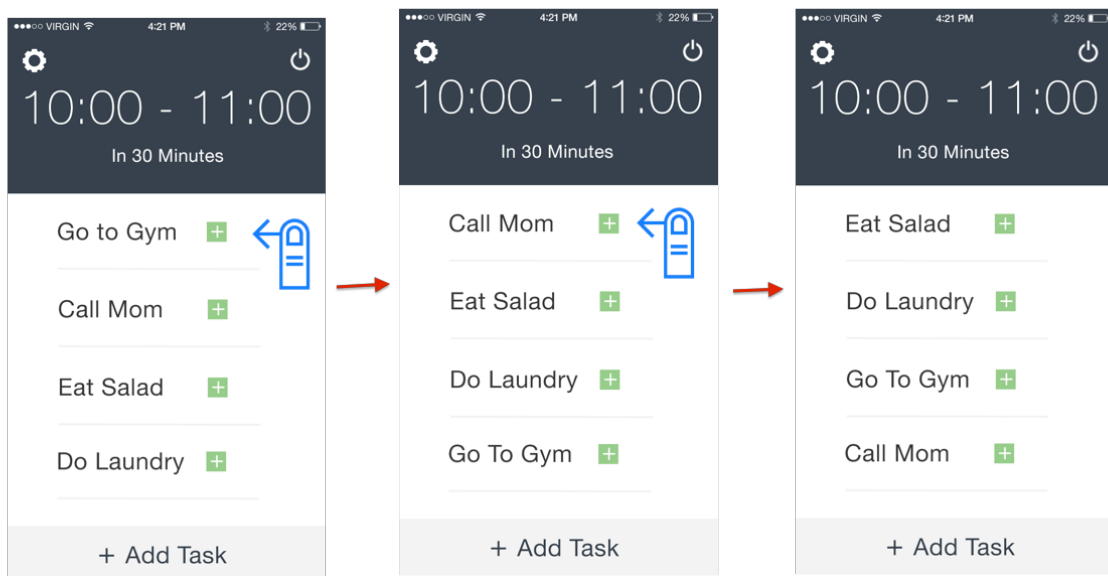 VIRGIN 4:21 PM 22%
10:00 - 11:00
In 30 Minutes
Go to Gym
Call Mom
Eat Salad
Do Laundry
+ Add Task
VIRGIN 4:21 PM 22%
10:00 - 11:00
In 30 Minutes
Call Mom
Eat Salad
Do Laundry
Go To Gym
+ Add Task
VIRGIN 4:21 PM 22%
10:00 - 11:00
In 30 Minutes
Eat Salad
Do Laundry
Go To Gym
Call Mom
+ Add Task